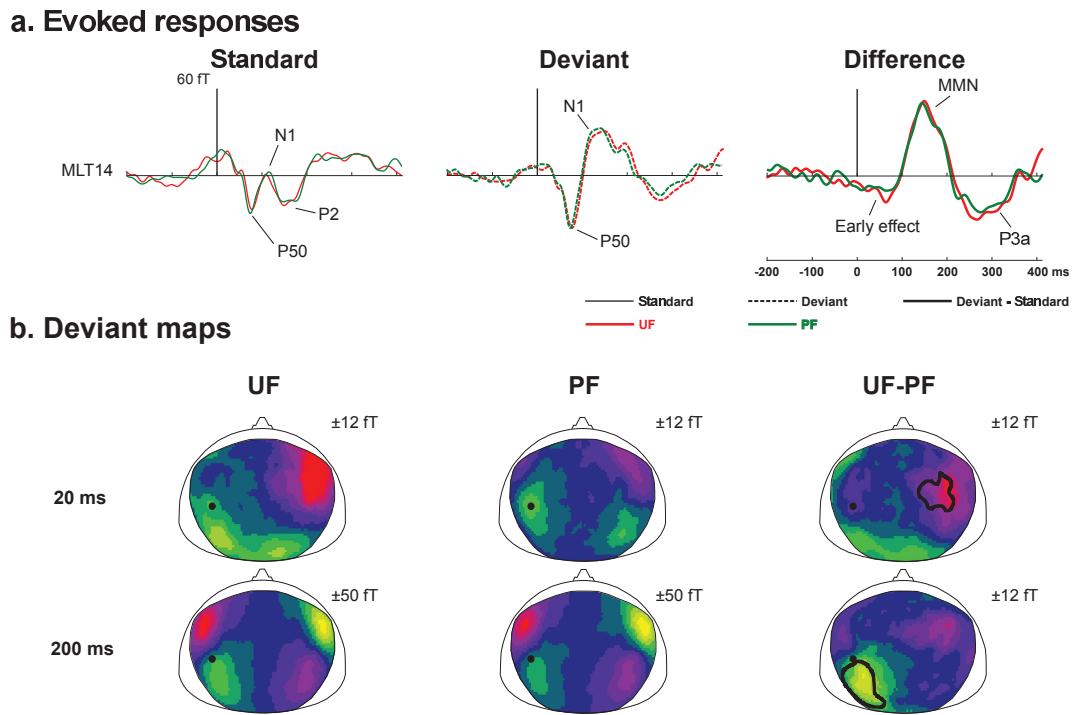 a. Evoked responses
Standard
Deviant
Difference
60 fT
MLT14
N1
P2
P50
N1
P50
MMN
Early effect
P3a
-200 -100 0 100 200 300 400 ms
Standard
Deviant
Deviant - Standard
UF
PF
b. Deviant maps
UF
PF
UF-PF
±12 fT
±12 fT
±12 fT
20 ms
±50 fT
±50 fT
±12 fT
200 ms